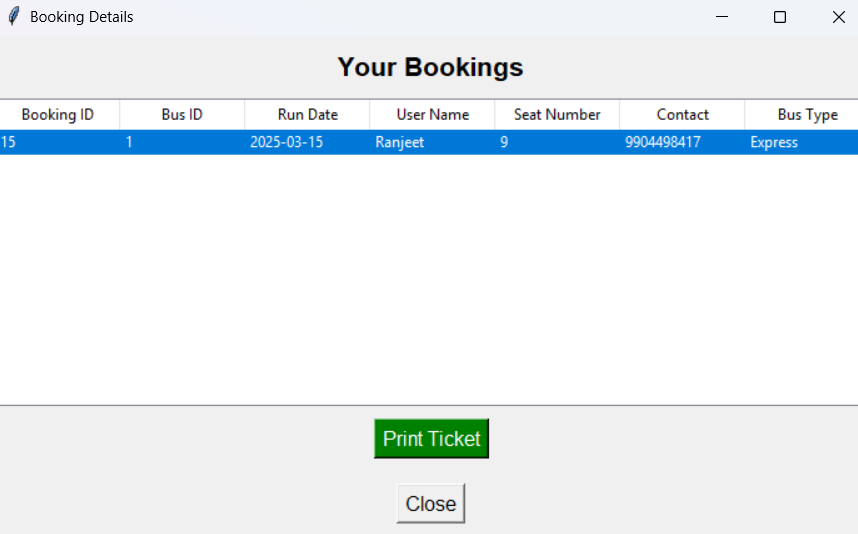 Booking Details
Your Bookings
Booking ID Bus ID Run Date User Name Seat Number Contact Bus Type
15 1 2025-03-15 Ranjeet 9 9904498417 Express
Print Ticket
Close